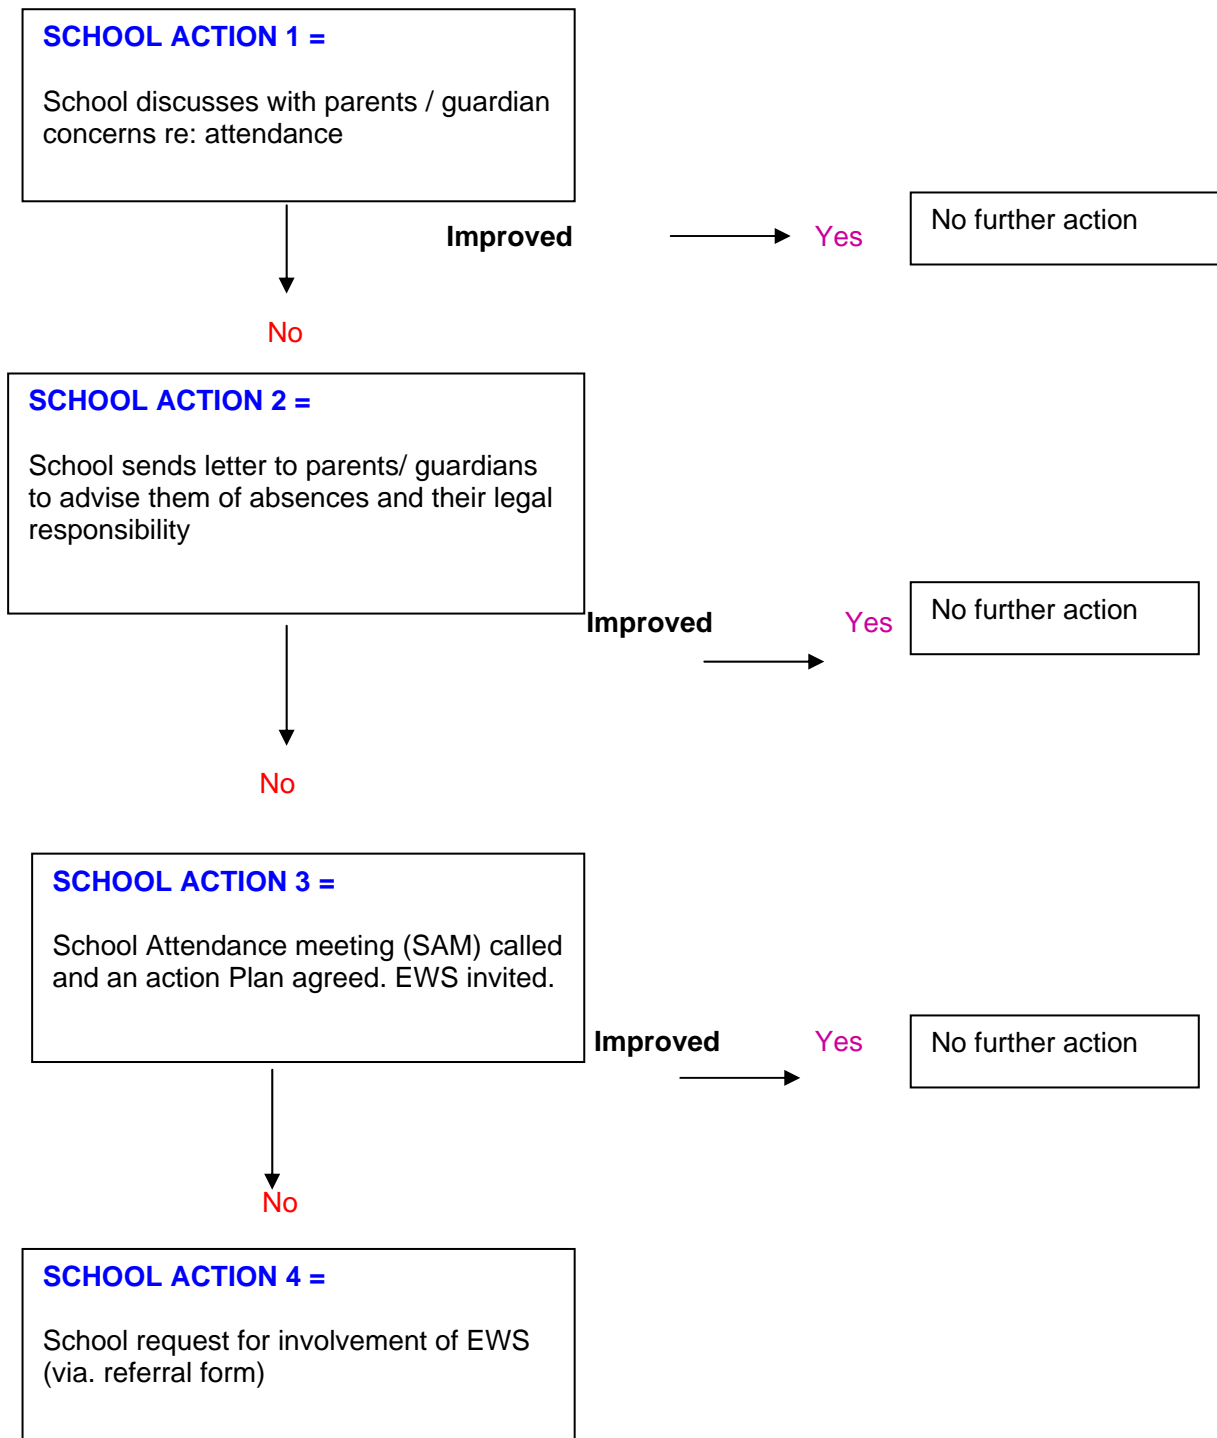 SCHOOL ACTION 1 =
School discusses with parents / guardian
concerns re: attendance
Improved
Yes
No further action
No
SCHOOL ACTION 2 =
School sends letter to parents/ guardians
to advise them of absences and their legal
responsibility
Improved
Yes
No further action
No
SCHOOL ACTION 3 =
School Attendance meeting (SAM) called
and an action Plan agreed. EWS invited.
Improved
Yes
No further action
No
SCHOOL ACTION 4 =
School request for involvement of EWS
(via. referral form)